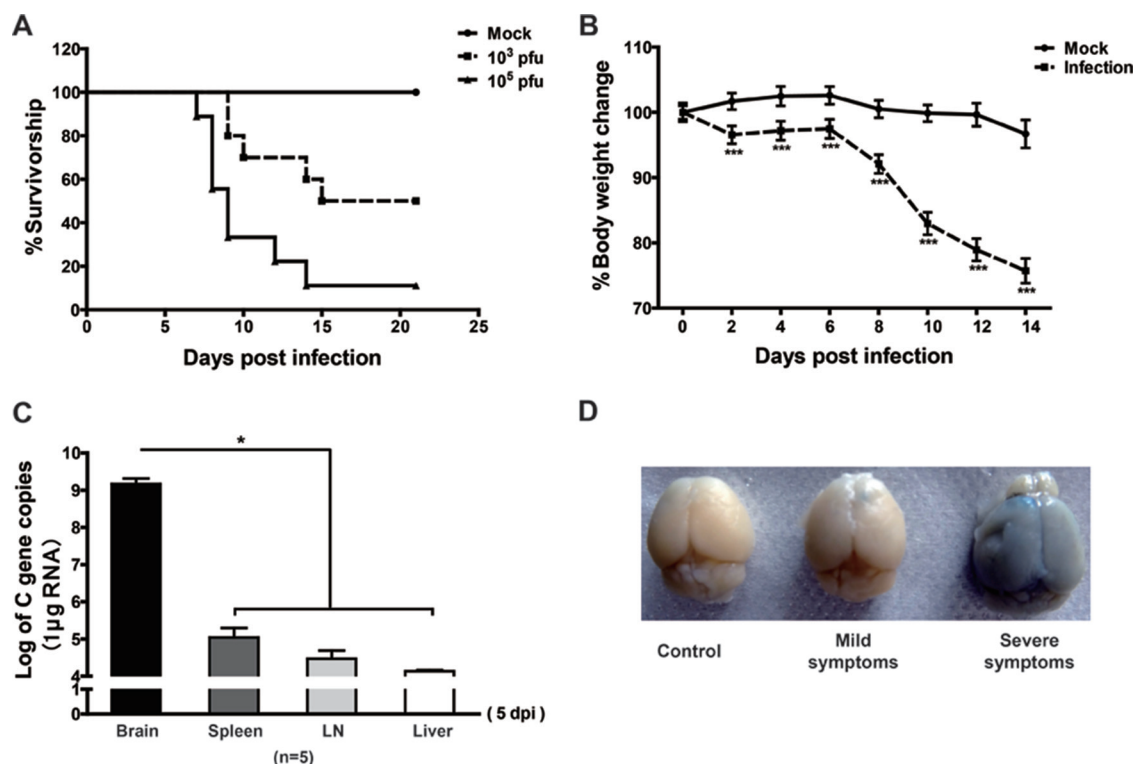 A
Mock
10³ pfu
10⁵ pfu
120
100
80
60
40
20
0
0 5 10 15 20 25
% Survivorship
Days post infection
B
Mock
Infection
110
100
90
80
70
0 2 4 6 8 10 12 14
*** *** *** *** *** *** ***
% Body weight change
Days post infection
C
Log of C gene copies
(1µg RNA)
10
9
8
7
6
5
4
1
0
*
Brain Spleen LN Liver
( 5 dpi )
(n=5)
D
Control
Mild
symptoms
Severe
symptoms